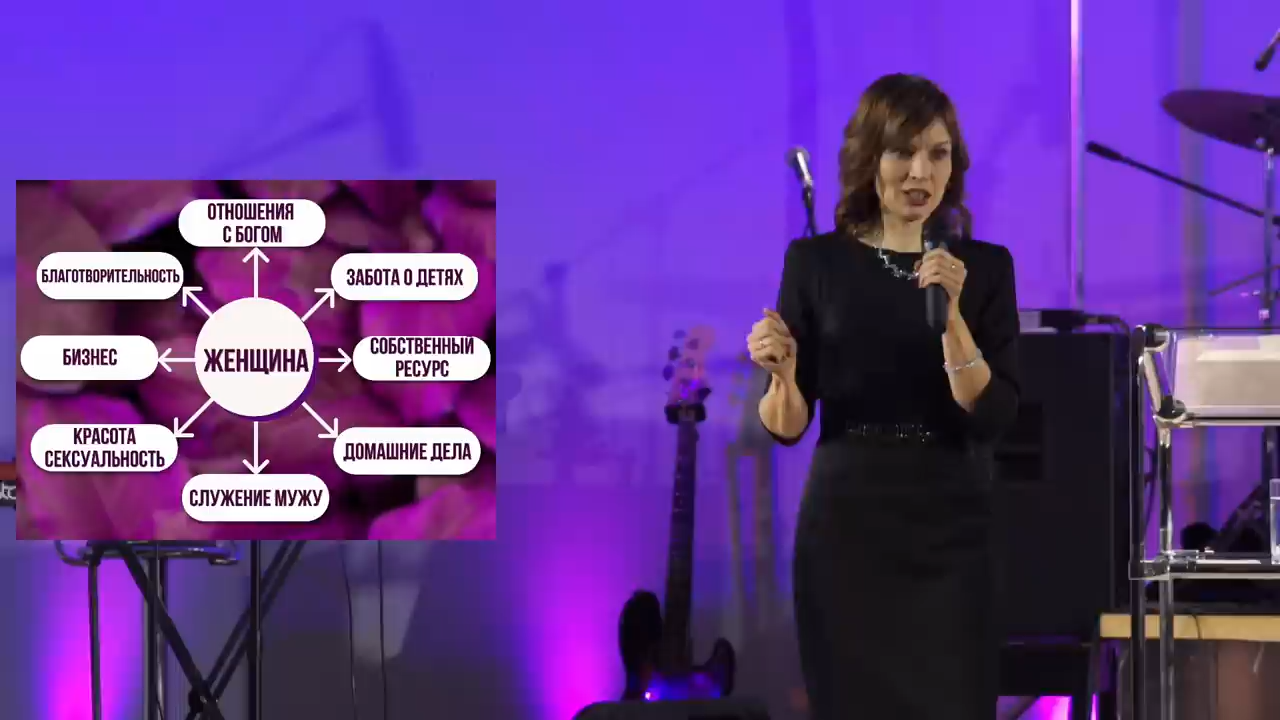 ОТНОШЕНИЯ
С БОГОМ
БЛАГОТВОРИТЕЛЬНОСТЬ
ЗАБОТА О ДЕТЯХ
БИЗНЕС
ЖЕНЩИНА
СОБСТВЕННЫЙ
РЕСУРС
КРАСОТА
СЕКСУАЛЬНОСТЬ
ДОМАШНИЕ ДЕЛА
СЛУЖЕНИЕ МУЖУ